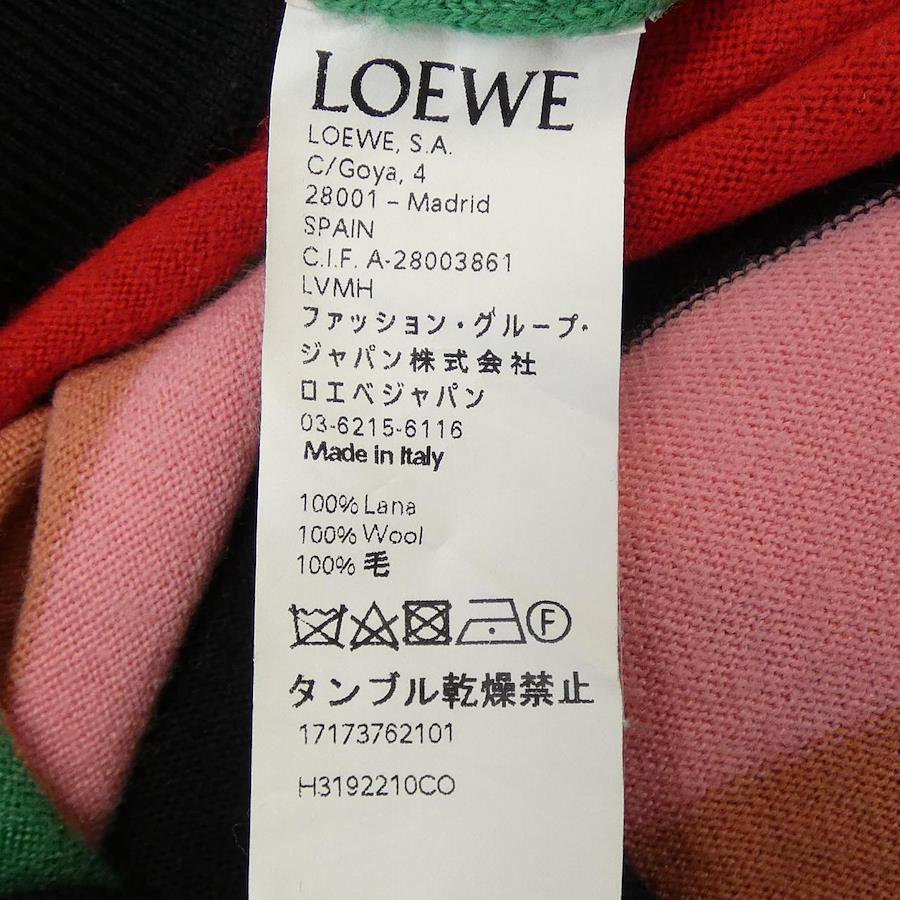 LOEWE
LOEWE, S.A.
C/Goya, 4
28001 – Madrid
SPAIN
C.I.F. A-28003861
LVMH
ファッション・グループ・
ジャパン株式会社
ロエベジャパン
03-6215-6116
Made in Italy
100% Lana
100% Wool
100% 毛
F
タンブル乾燥禁止
17173762101
H3192210CO